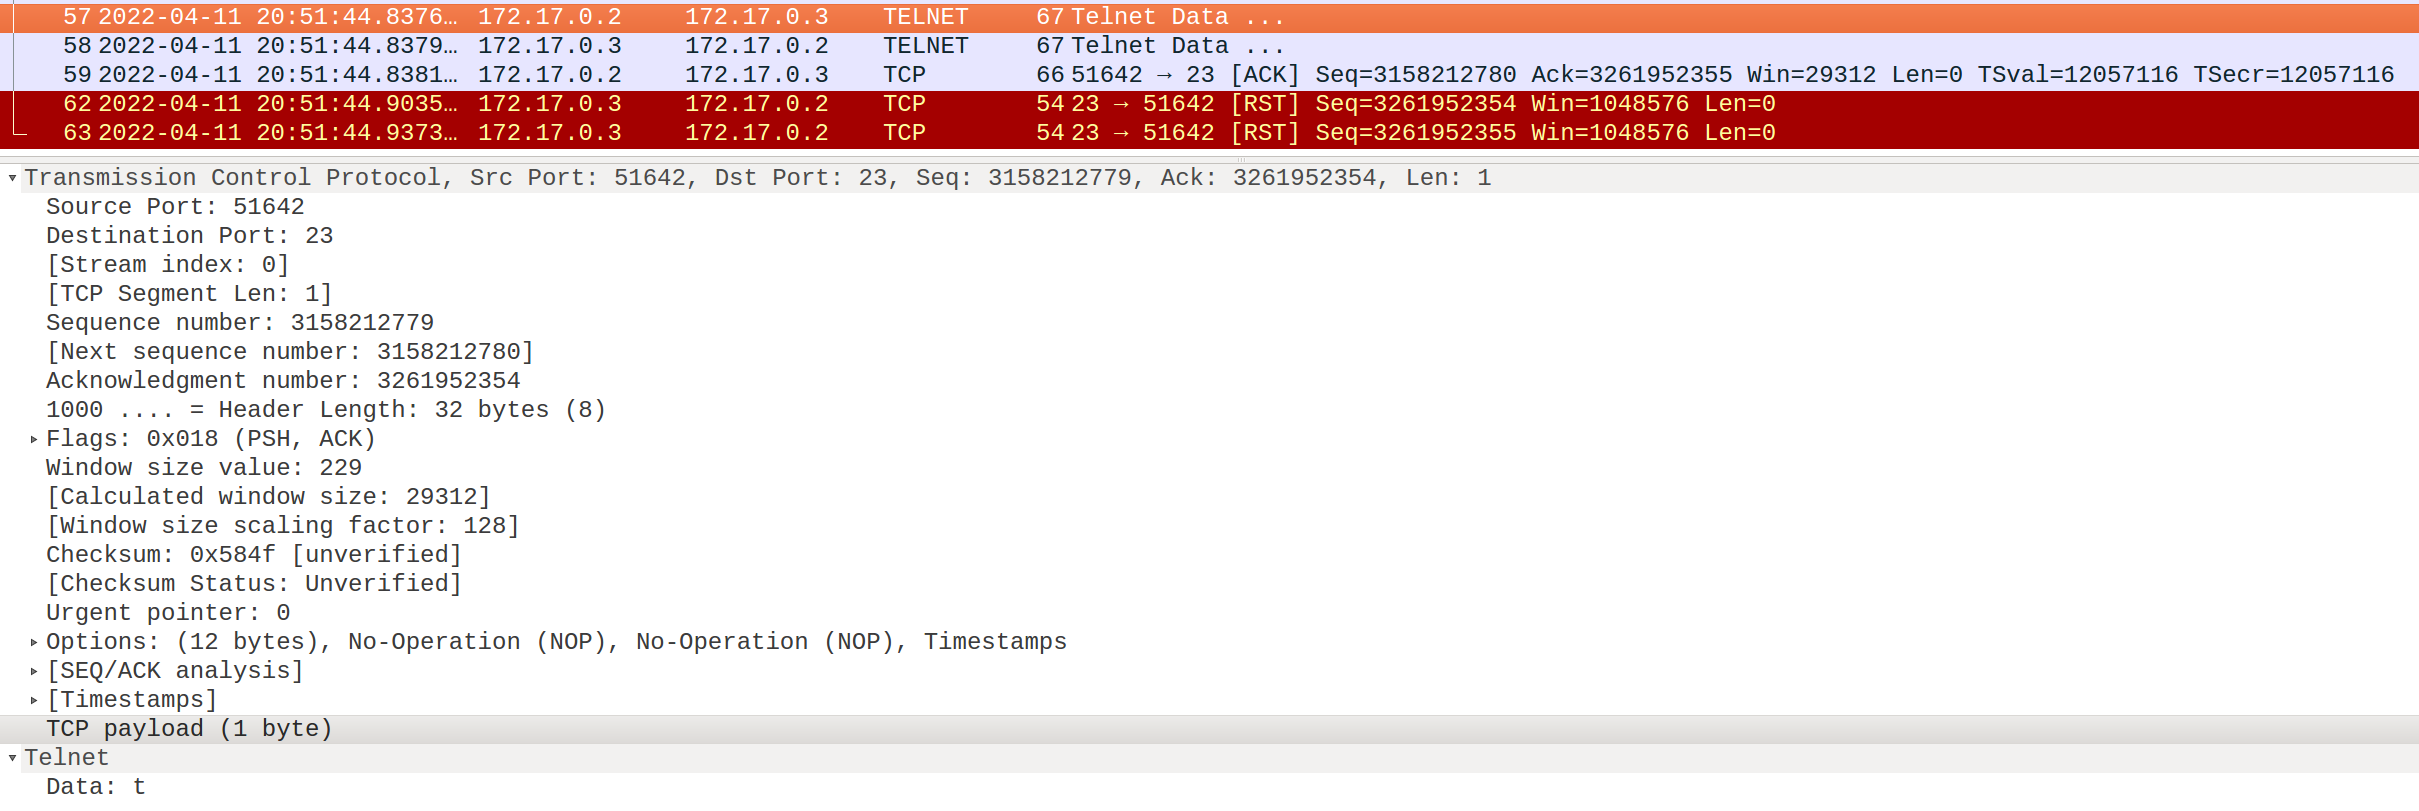 57 2022-04-11 20:51:44.8376… 172.17.0.2 172.17.0.3 TELNET 67 Telnet Data ...
58 2022-04-11 20:51:44.8379… 172.17.0.3 172.17.0.2 TELNET 67 Telnet Data ...
59 2022-04-11 20:51:44.8381… 172.17.0.2 172.17.0.3 TCP 66 51642 → 23 [ACK] Seq=3158212780 Ack=3261952355 Win=29312 Len=0 TSval=12057116 TSecr=12057116
62 2022-04-11 20:51:44.9035… 172.17.0.3 172.17.0.2 TCP 54 23 → 51642 [RST] Seq=3261952354 Win=1048576 Len=0
63 2022-04-11 20:51:44.9373… 172.17.0.3 172.17.0.2 TCP 54 23 → 51642 [RST] Seq=3261952355 Win=1048576 Len=0
Transmission Control Protocol, Src Port: 51642, Dst Port: 23, Seq: 3158212779, Ack: 3261952354, Len: 1
Source Port: 51642
Destination Port: 23
[Stream index: 0]
[TCP Segment Len: 1]
Sequence number: 3158212779
[Next sequence number: 3158212780]
Acknowledgment number: 3261952354
1000 .... = Header Length: 32 bytes (8)
Flags: 0x018 (PSH, ACK)
Window size value: 229
[Calculated window size: 29312]
[Window size scaling factor: 128]
Checksum: 0x584f [unverified]
[Checksum Status: Unverified]
Urgent pointer: 0
Options: (12 bytes), No-Operation (NOP), No-Operation (NOP), Timestamps
[SEQ/ACK analysis]
[Timestamps]
TCP payload (1 byte)
Telnet
Data: t